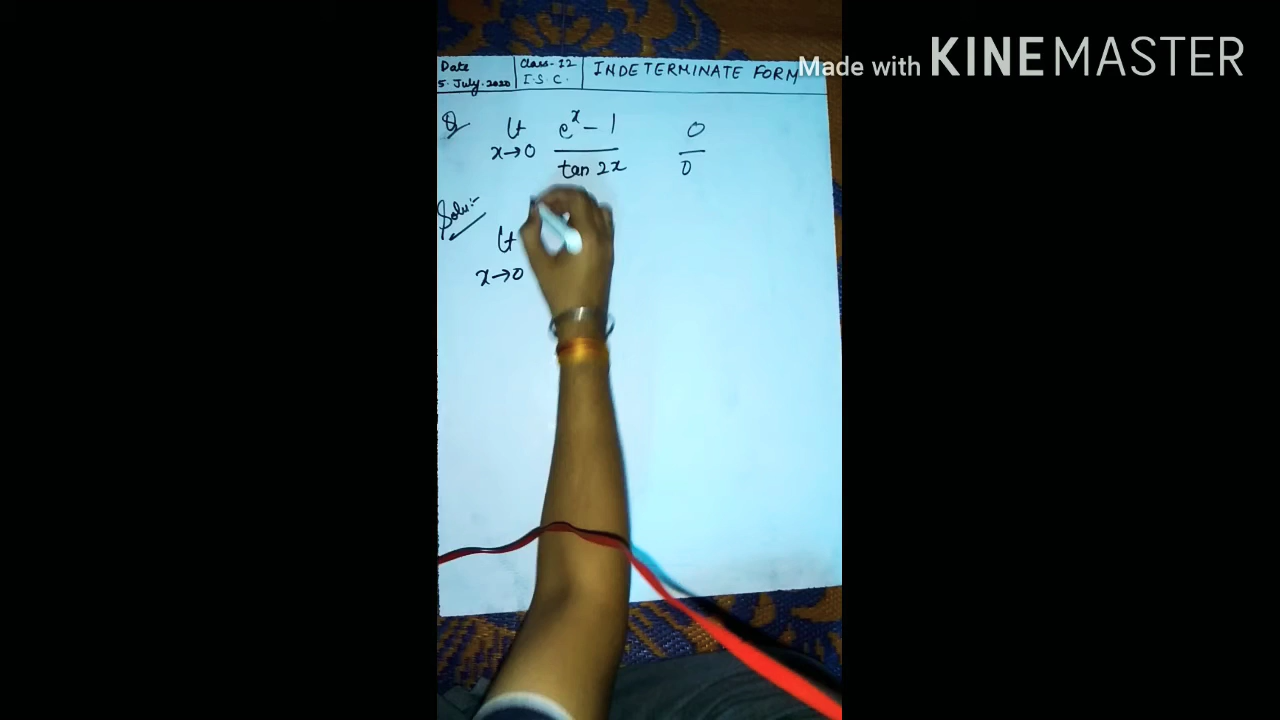 Made with KINEMASTER
Date
5.July.2020
Class-12
I.S.C.
INDETERMINATE FORM
Q
Lt
x→0
e^x - 1
tan 2x
0
0
Solu:-
Lt
x→0